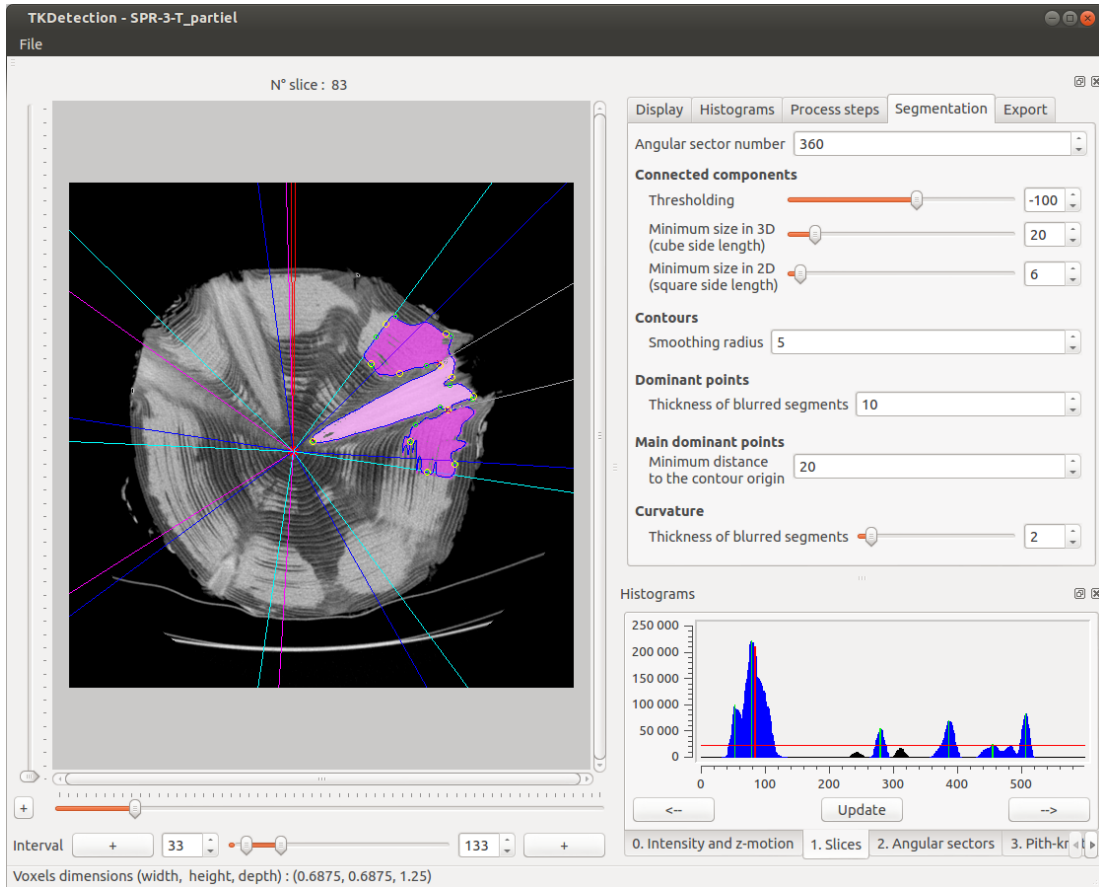 TKDetection - SPR-3-T_partiel
File
N° slice : 83
Display Histograms Process steps Segmentation Export
Angular sector number 360
Connected components
Thresholding -100
Minimum size in 3D
(cube side length) 20
Minimum size in 2D
(square side length) 6
Contours
Smoothing radius 5
Dominant points
Thickness of blurred segments 10
Main dominant points
Minimum distance
to the contour origin 20
Curvature
Thickness of blurred segments 2
Histograms
250 000
200 000
150 000
100 000
50 000
0
0 100 200 300 400 500
<-- Update -->
0. Intensity and z-motion 1. Slices 2. Angular sectors 3. Pith-kn
+
Interval + 33 133 +
Voxels dimensions (width, height, depth) : (0.6875, 0.6875, 1.25)